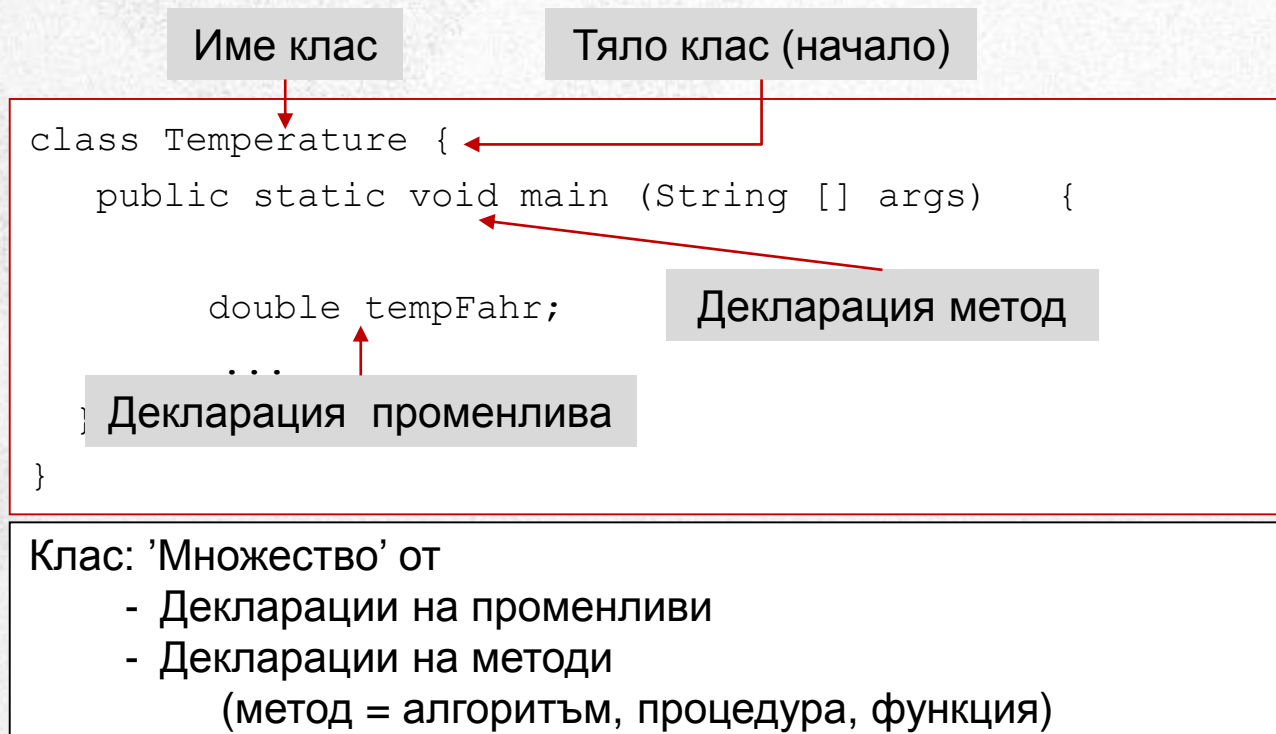 Име клас
Тяло клас (начало)
class Temperature {
public static void main (String [] args) {
double tempFahr;
Декларация метод
...
Декларация променлива
}
}
Клас: ’Множество’ от
- Декларации на променливи
- Декларации на методи
(метод = алгоритъм, процедура, функция)